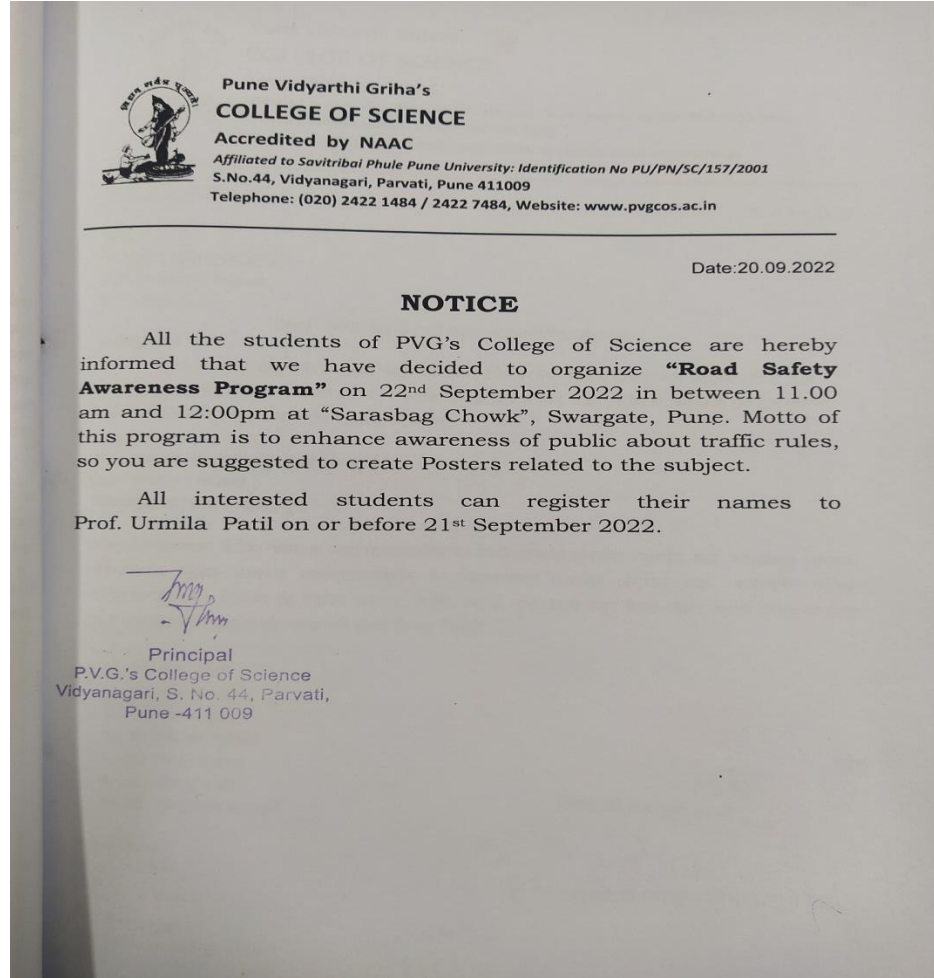 Pune Vidyarthi Griha's
COLLEGE OF SCIENCE
Accredited by NAAC
Affiliated to Savitribai Phule Pune University: Identification No PU/PN/SC/157/2001
S.No.44, Vidyanagari, Parvati, Pune 411009
Telephone: (020) 2422 1484 / 2422 7484, Website: www.pvgcos.ac.in
Date:20.09.2022
NOTICE
All the students of PVG's College of Science are hereby
informed that we have decided to organize “Road Safety
Awareness Program” on 22nd September 2022 in between 11.00
am and 12:00pm at “Sarasbag Chowk”, Swargate, Pune. Motto of
this program is to enhance awareness of public about traffic rules,
so you are suggested to create Posters related to the subject.
All interested students can register their names to
Prof. Urmila Patil on or before 21st September 2022.
Principal
P.V.G.'s College of Science
Vidyanagari, S. No. 44, Parvati,
Pune -411 009